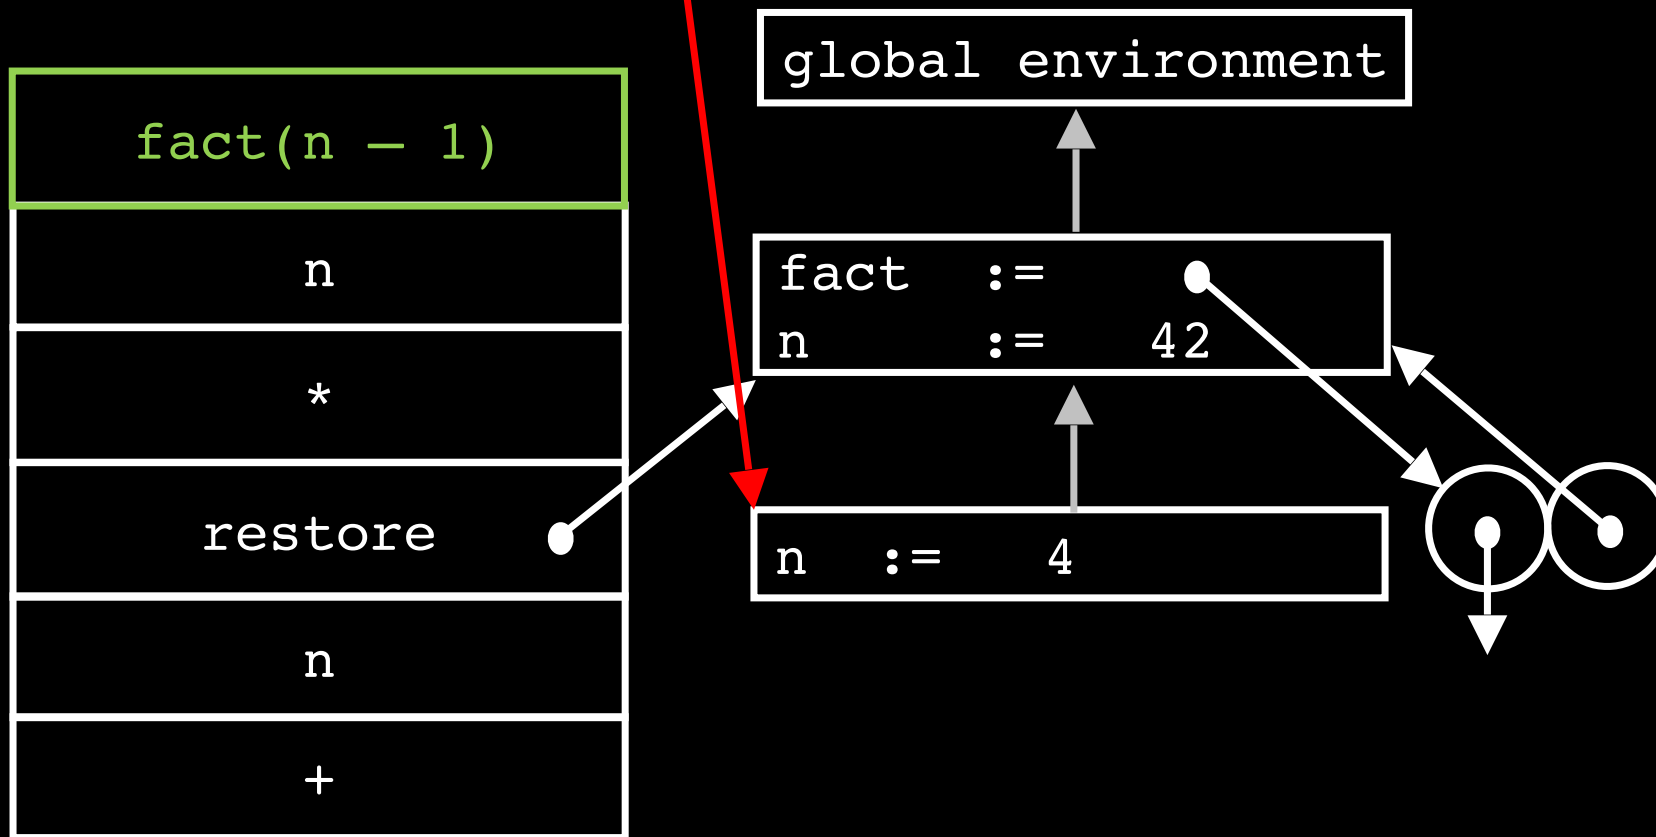 fact(n – 1)
n
*
restore
n
+
global environment
fact := 
n := 42
n := 4